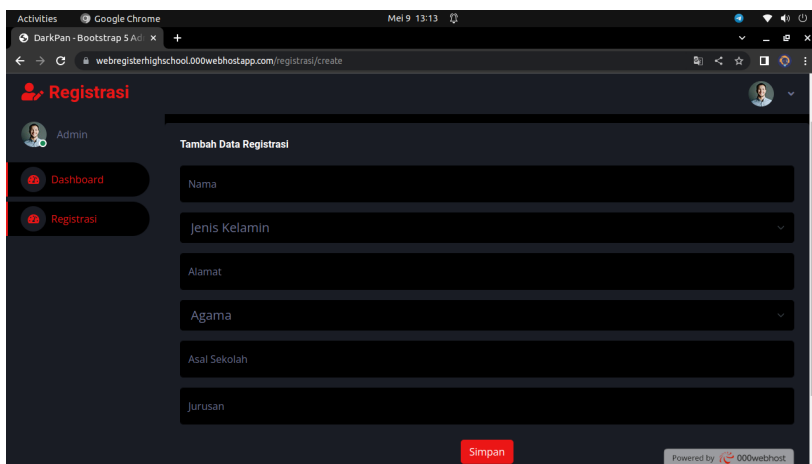 Activities Google Chrome Mei 9 13:13
DarkPan - Bootstrap 5 Ad
webregisterhighschool.000webhostapp.com/registrasi/create
Registrasi
Admin
Dashboard
Registrasi
Tambah Data Registrasi
Nama
Jenis Kelamin
Alamat
Agama
Asal Sekolah
Jurusan
Simpan
Powered by 000webhost